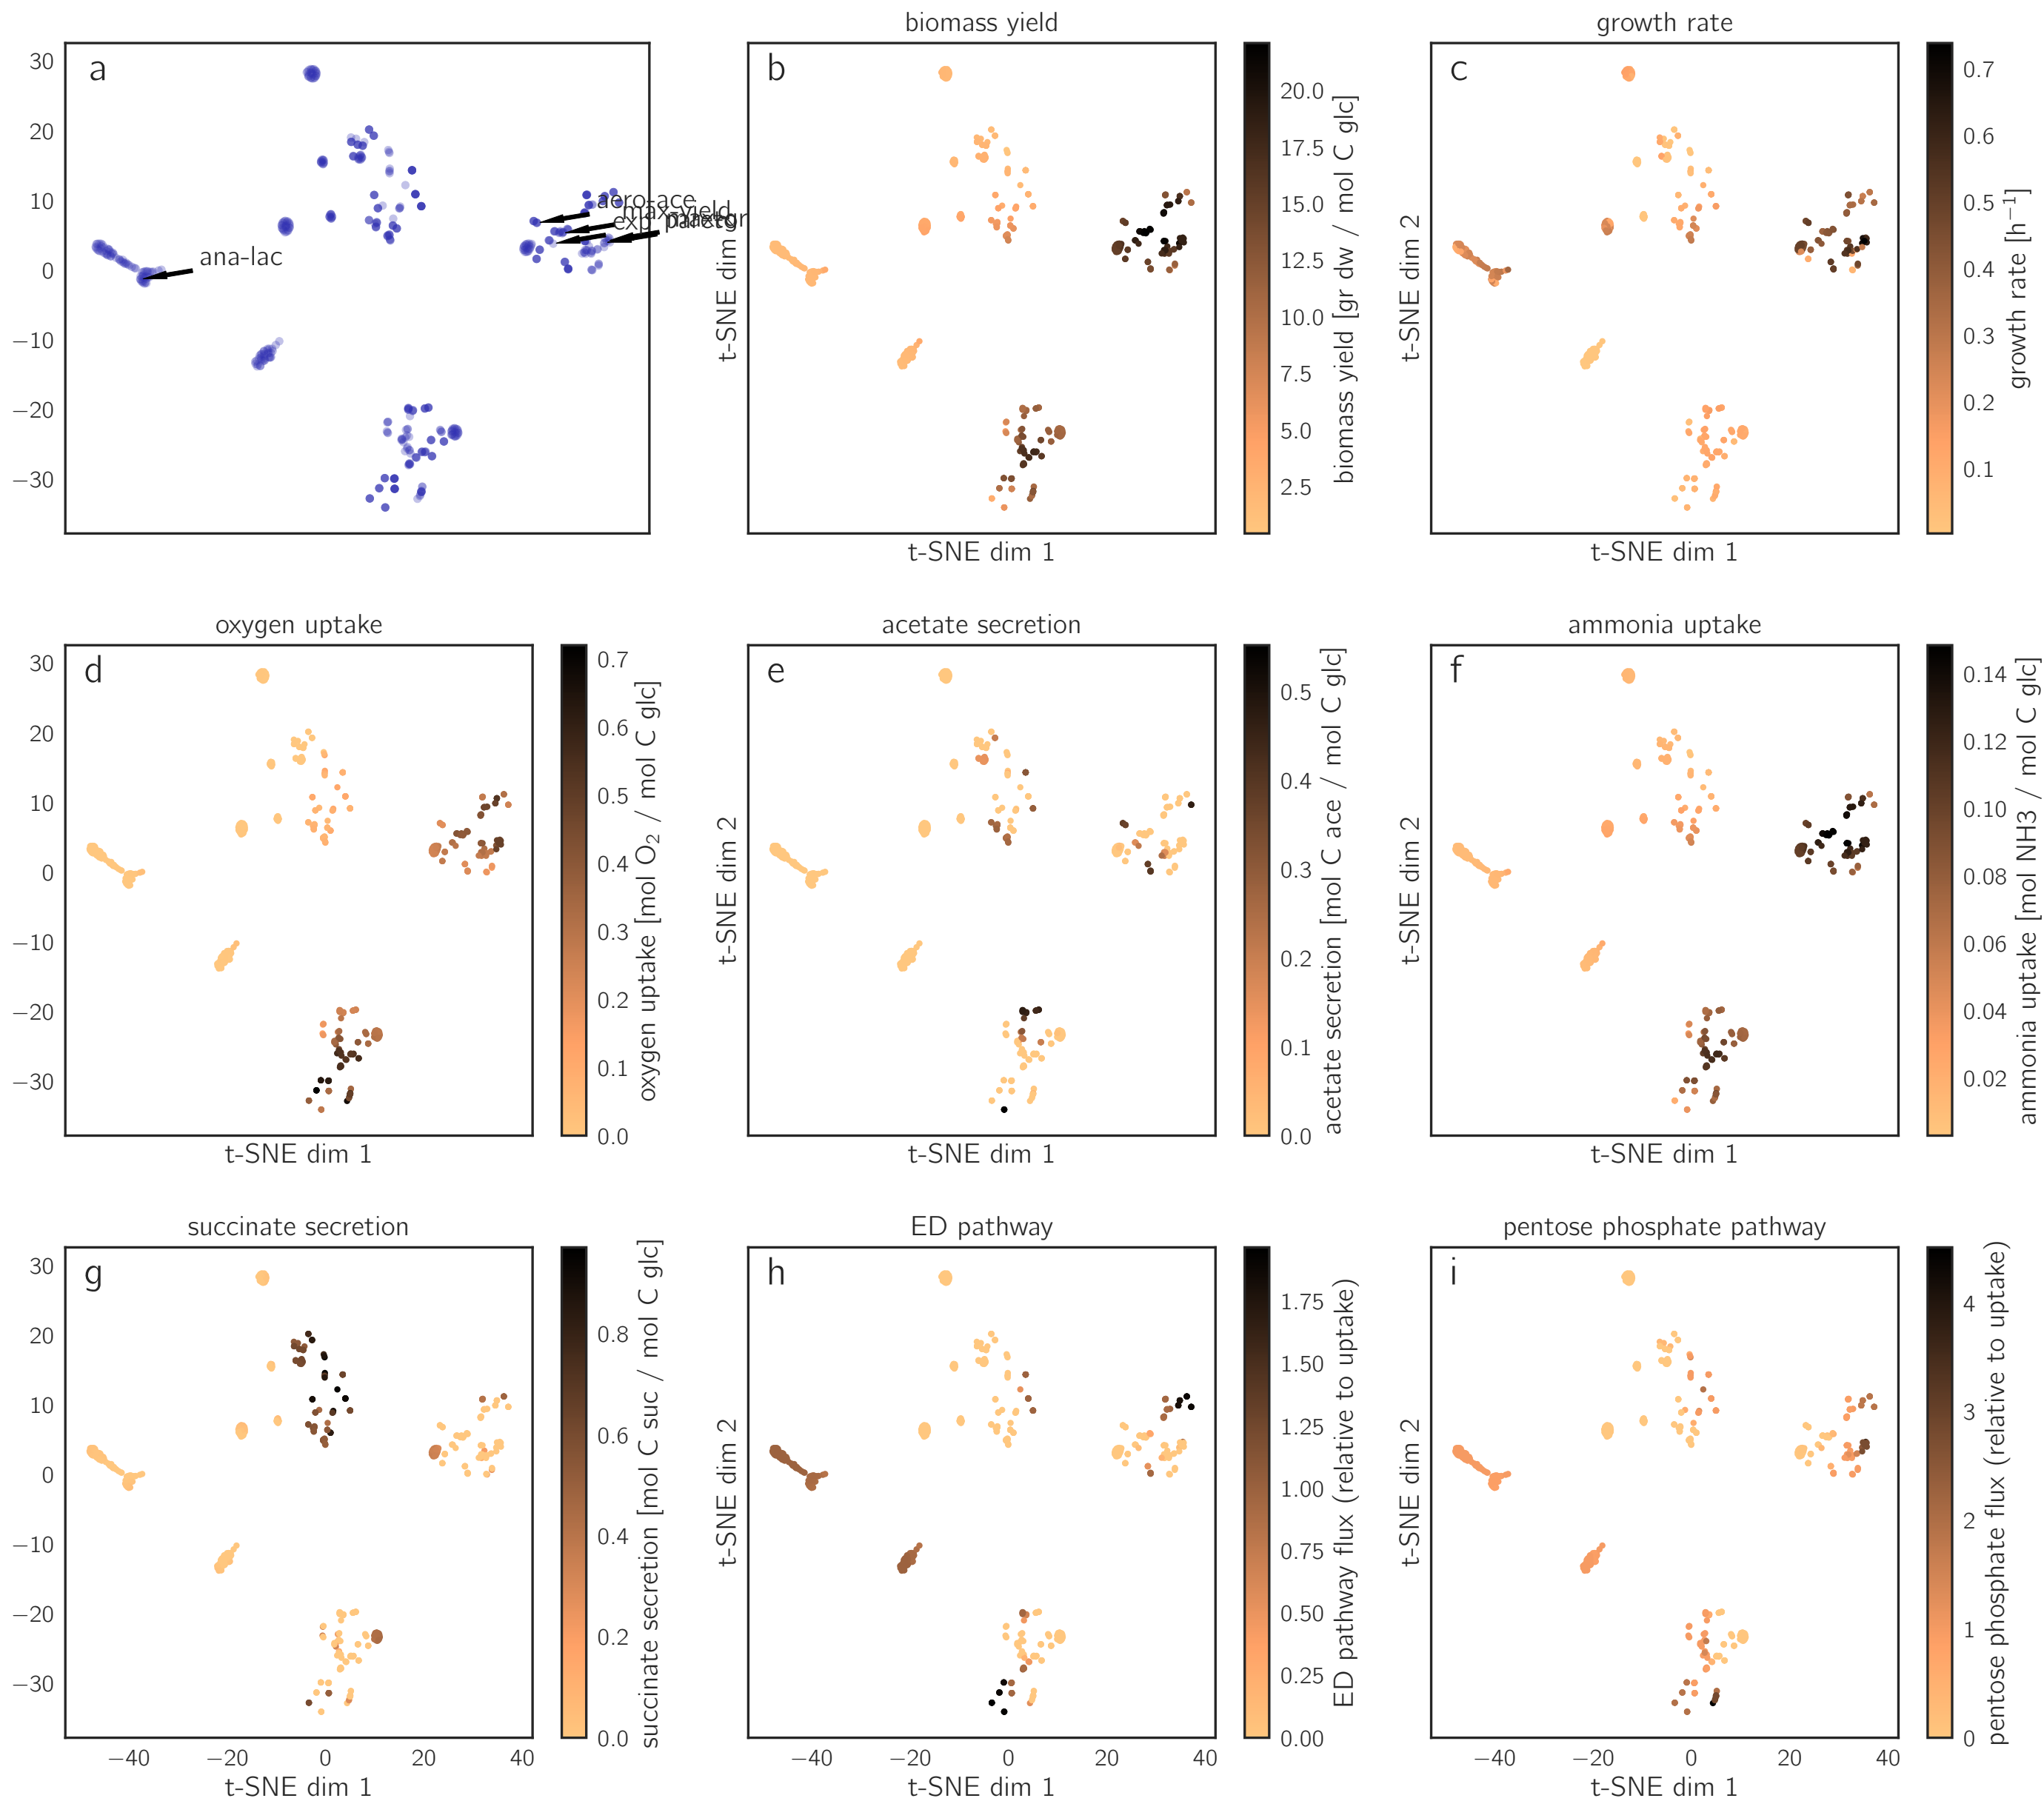 a
30
20
10
0
−10
−20
−30
ana-lac
aero-ace
max yield
exp
pareto
max gr
biomass yield
b
t-SNE dim 2
t-SNE dim 1
20.0
17.5
15.0
12.5
10.0
7.5
5.0
2.5
biomass yield [gr dw / mol C glc]
growth rate
c
t-SNE dim 2
t-SNE dim 1
0.7
0.6
0.5
0.4
0.3
0.2
0.1
growth rate [h⁻¹]
oxygen uptake
d
30
20
10
0
−10
−20
−30
t-SNE dim 1
0.7
0.6
0.5
0.4
0.3
0.2
0.1
0.0
oxygen uptake [mol O₂ / mol C glc]
acetate secretion
e
t-SNE dim 2
t-SNE dim 1
0.5
0.4
0.3
0.2
0.1
0.0
acetate secretion [mol C ace / mol C glc]
ammonia uptake
f
t-SNE dim 2
t-SNE dim 1
0.14
0.12
0.10
0.08
0.06
0.04
0.02
ammonia uptake [mol NH3 / mol C glc]
succinate secretion
g
30
20
10
0
−10
−20
−30
−40 −20 0 20 40
t-SNE dim 1
0.8
0.6
0.4
0.2
0.0
succinate secretion [mol C suc / mol C glc]
ED pathway
h
t-SNE dim 2
−40 −20 0 20 40
t-SNE dim 1
1.75
1.50
1.25
1.00
0.75
0.50
0.25
0.00
ED pathway flux (relative to uptake)
pentose phosphate pathway
i
t-SNE dim 2
−40 −20 0 20 40
t-SNE dim 1
4
3
2
1
0
pentose phosphate flux (relative to uptake)